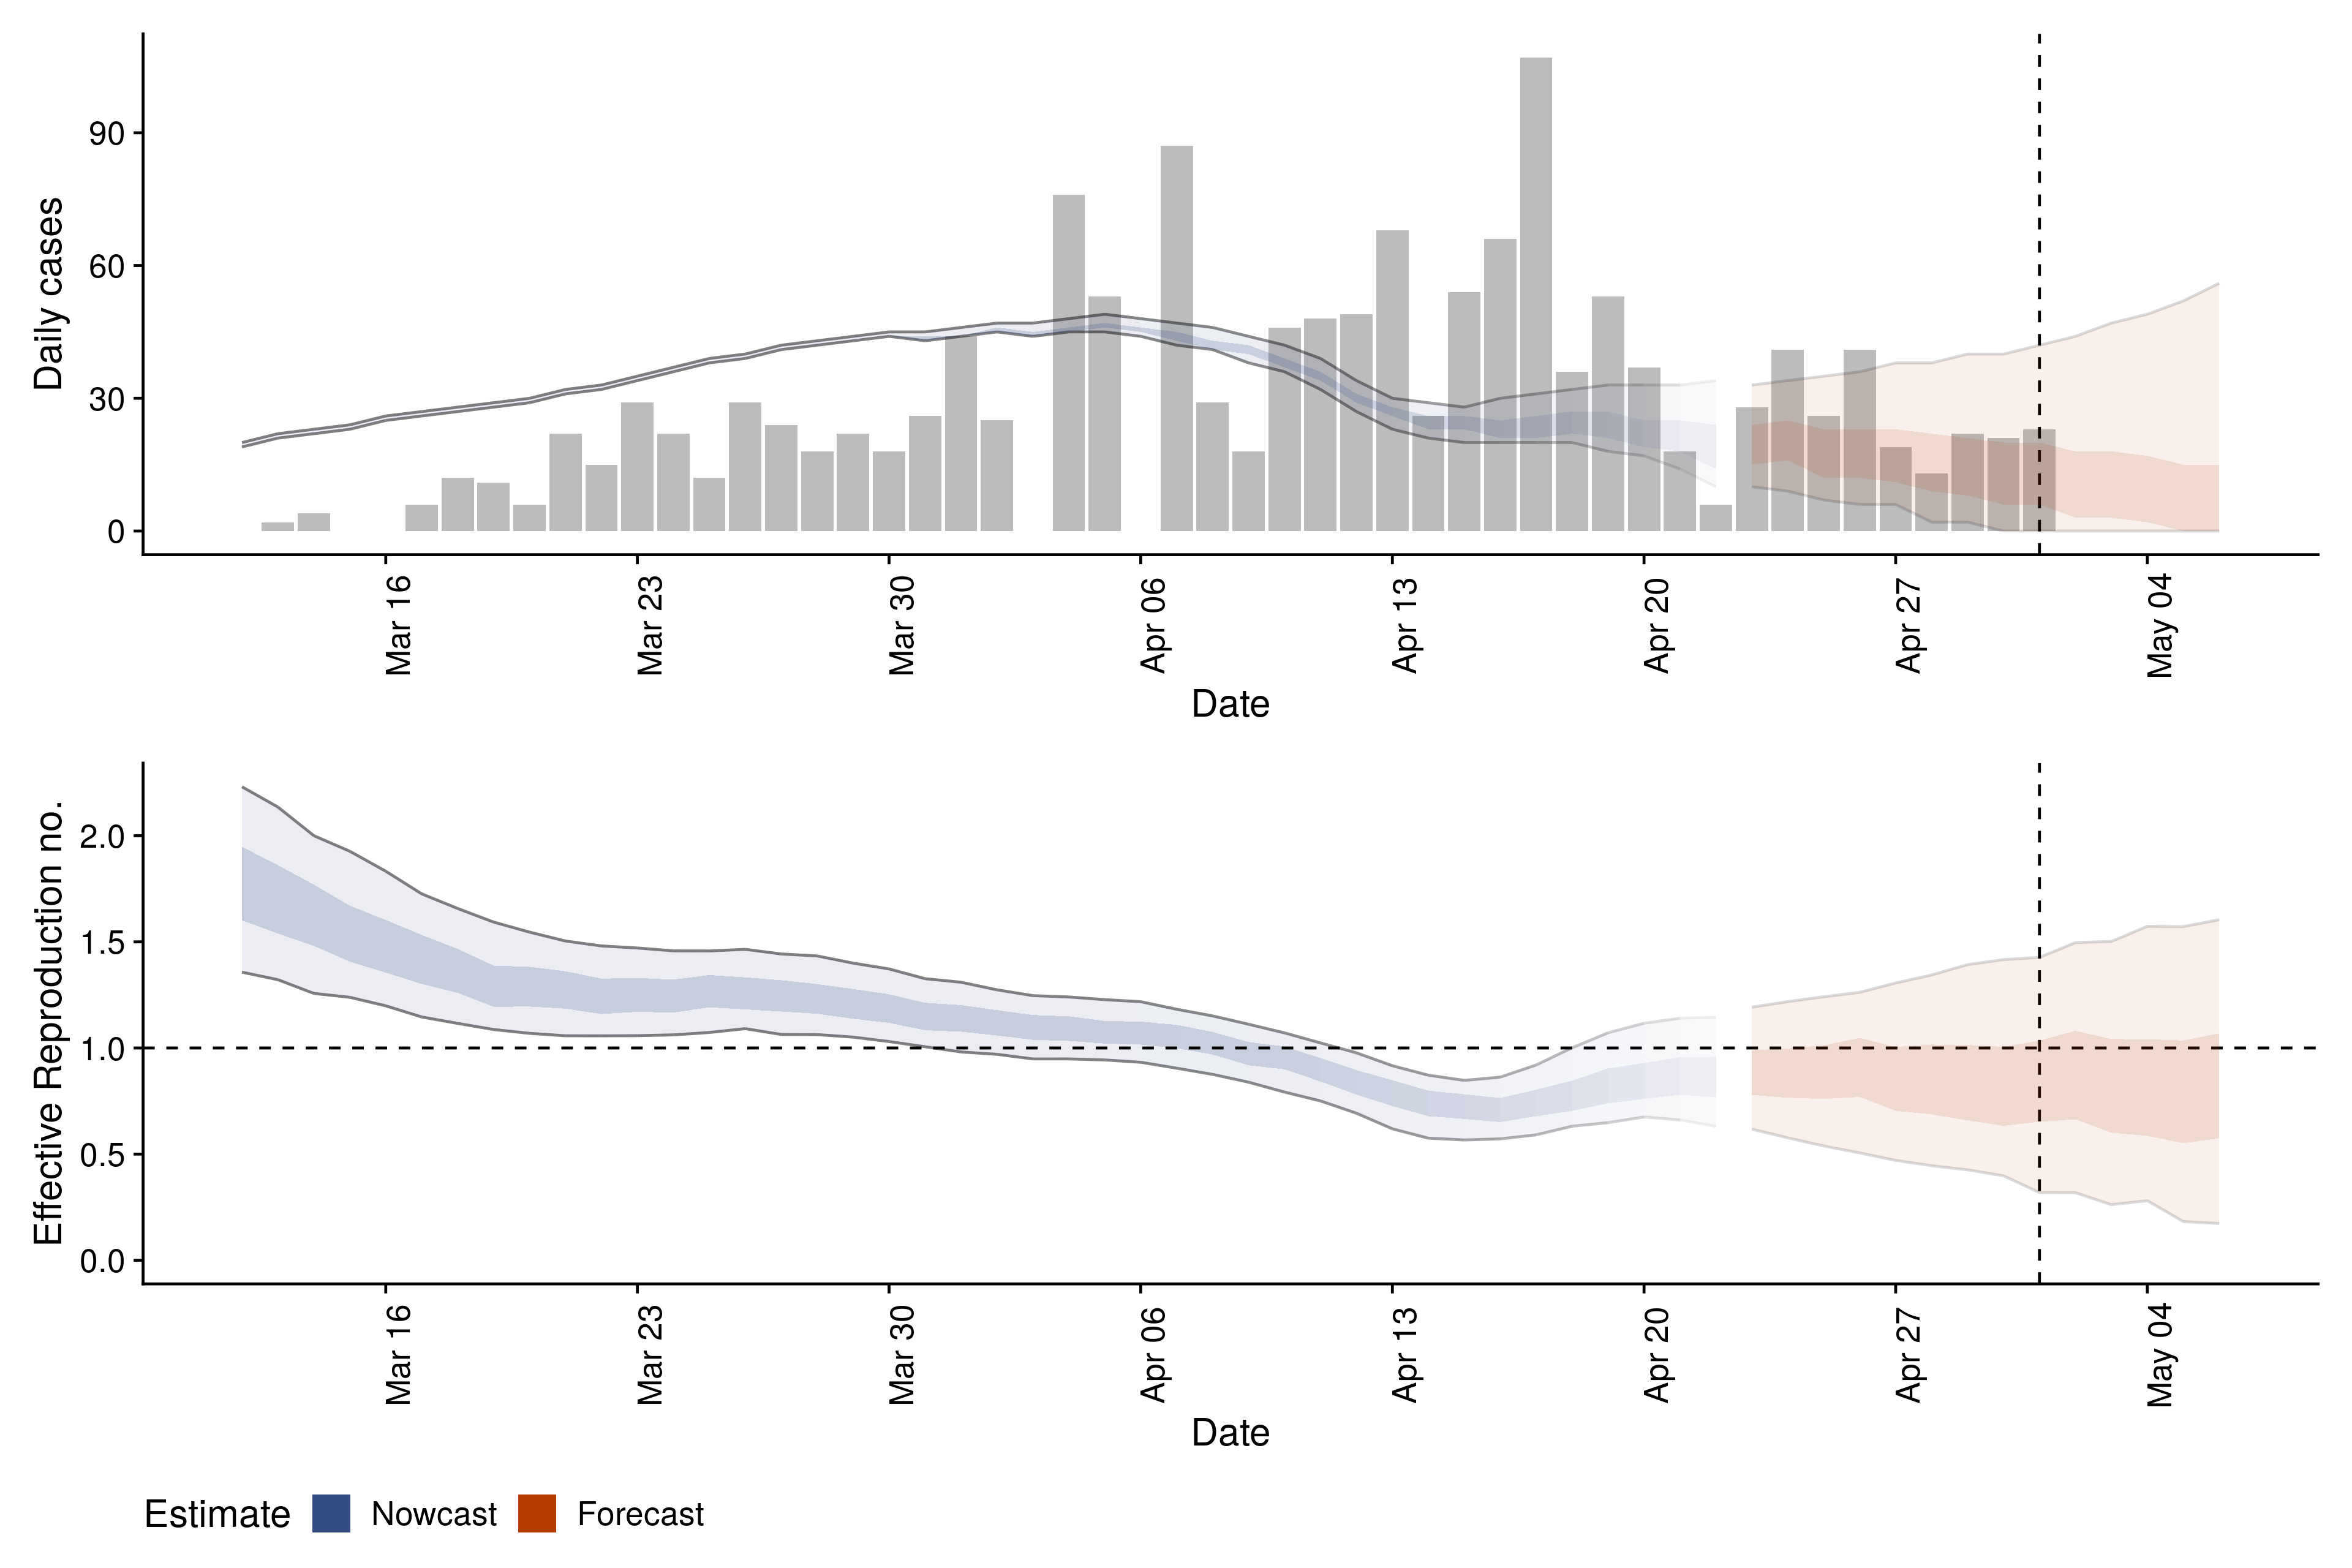 Daily cases
90
60
30
0
Mar 16
Mar 23
Mar 30
Apr 06
Apr 13
Apr 20
Apr 27
May 04
Date
Effective Reproduction no.
2.0
1.5
1.0
0.5
0.0
Mar 16
Mar 23
Mar 30
Apr 06
Apr 13
Apr 20
Apr 27
May 04
Date
Estimate Nowcast Forecast